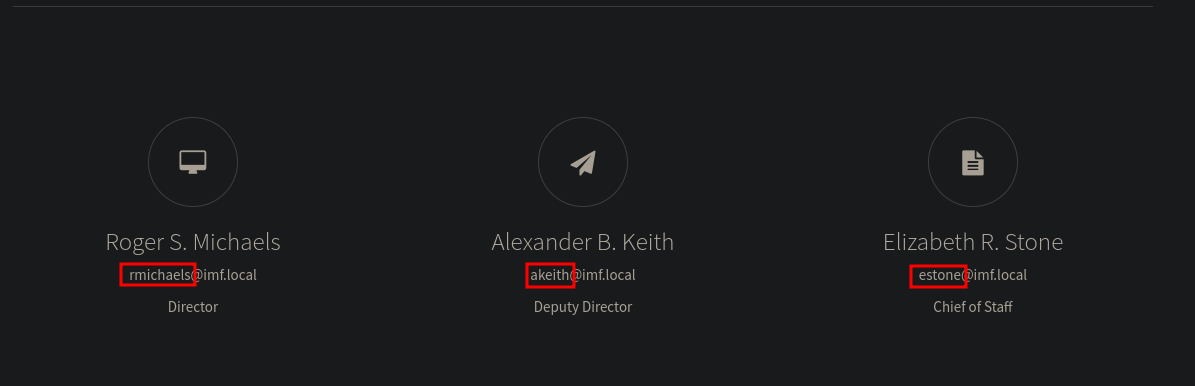 Roger S. Michaels
rmichaels@imf.local
Director
Alexander B. Keith
akeith@imf.local
Deputy Director
Elizabeth R. Stone
estone@imf.local
Chief of Staff